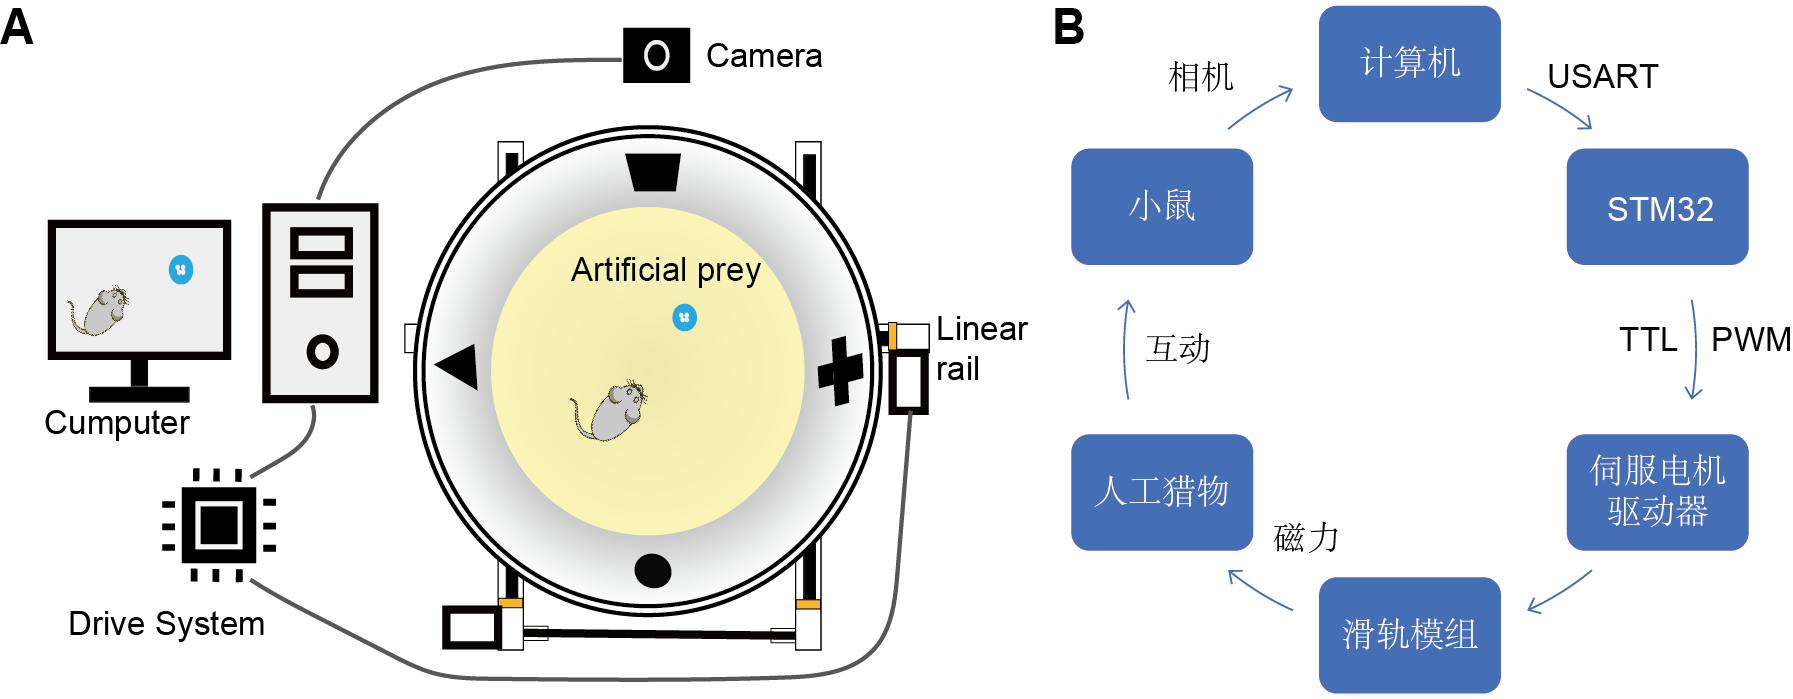 A
Camera
Artificial prey
Linear
rail
Cumputer
Drive System
B
计算机
相机
USART
小鼠
STM32
互动
TTL
PWM
人工猎物
伺服电机
驱动器
磁力
滑轨模组